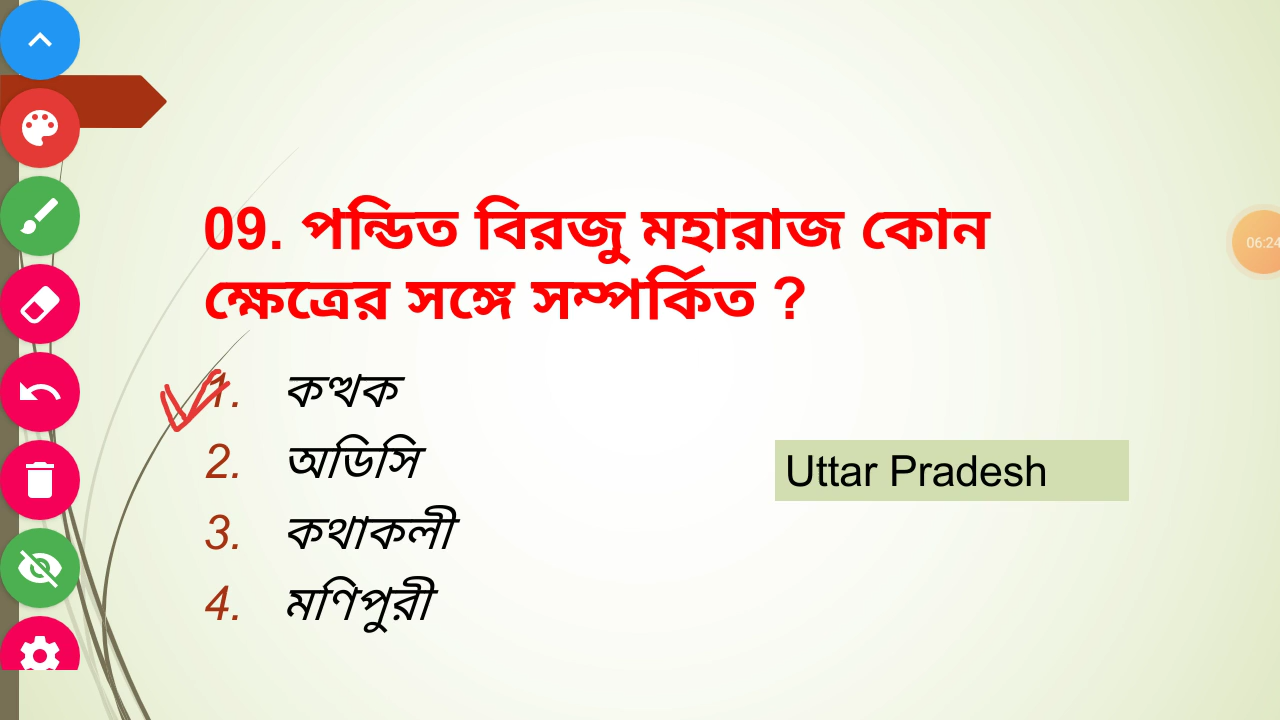 09. পন্ডিত বিরজু মহারাজ কোন
ক্ষেত্রের সঙ্গে সম্পর্কিত ?
1. কত্থক
2. অডিসি
3. কথাকলী
4. মণিপুরী
Uttar Pradesh
06:24